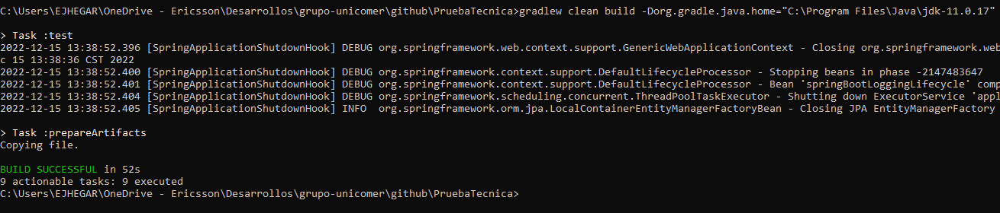 C:\Users\EJHEGAR\OneDrive - Ericsson\Desarrollos\grupo-unicomer\github\PruebaTecnica>gradlew clean build -Dorg.gradle.java.home="C:\Program Files\Java\jdk-11.0.17"
> Task :test
2022-12-15 13:38:52.396 [SpringApplicationShutdownHook] DEBUG org.springframework.web.context.support.GenericWebApplicationContext - Closing org.springframework.web
c 15 13:38:36 CST 2022
2022-12-15 13:38:52.400 [SpringApplicationShutdownHook] DEBUG org.springframework.context.support.DefaultLifecycleProcessor - Stopping beans in phase -2147483647
2022-12-15 13:38:52.401 [SpringApplicationShutdownHook] DEBUG org.springframework.context.support.DefaultLifecycleProcessor - Bean 'springBootLoggingLifecycle' comp
2022-12-15 13:38:52.404 [SpringApplicationShutdownHook] DEBUG org.springframework.scheduling.concurrent.ThreadPoolTaskExecutor - Shutting down ExecutorService 'appl
2022-12-15 13:38:52.405 [SpringApplicationShutdownHook] INFO  org.springframework.orm.jpa.LocalContainerEntityManagerFactoryBean - Closing JPA EntityManagerFactory
> Task :prepareArtifacts
Copying file.
BUILD SUCCESSFUL in 52s
9 actionable tasks: 9 executed
C:\Users\EJHEGAR\OneDrive - Ericsson\Desarrollos\grupo-unicomer\github\PruebaTecnica>